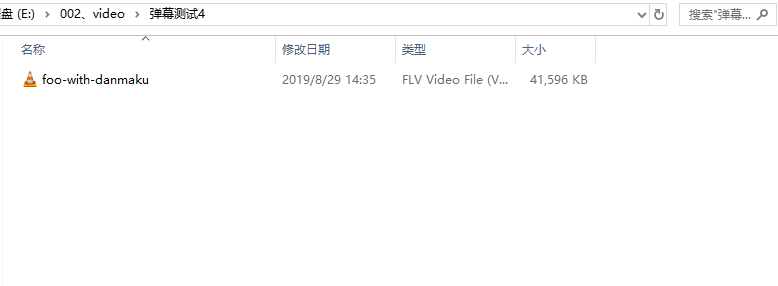 盘 (E:) › 002、video › 弹幕测试4
搜索"弹幕...
名称 修改日期 类型 大小
foo-with-danmaku 2019/8/29 14:35 FLV Video File (V... 41,596 KB